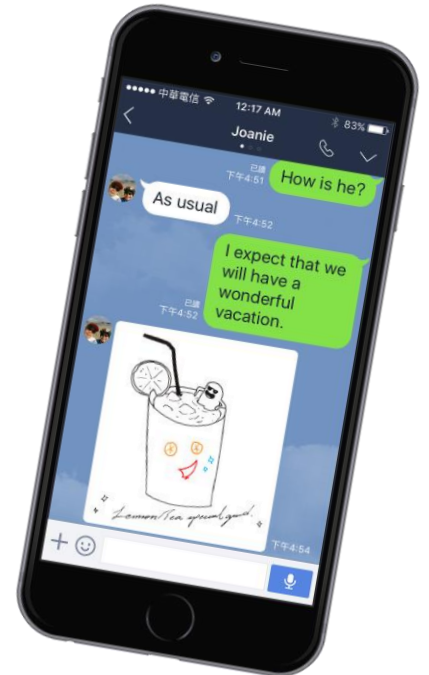 中華電信
12:17 AM
83%
Joanie
已讀
下午4:51
How is he?
As usual
下午4:52
I expect that we
will have a
wonderful
vacation.
已讀
下午4:52
Lemon Tea special good.
下午4:54